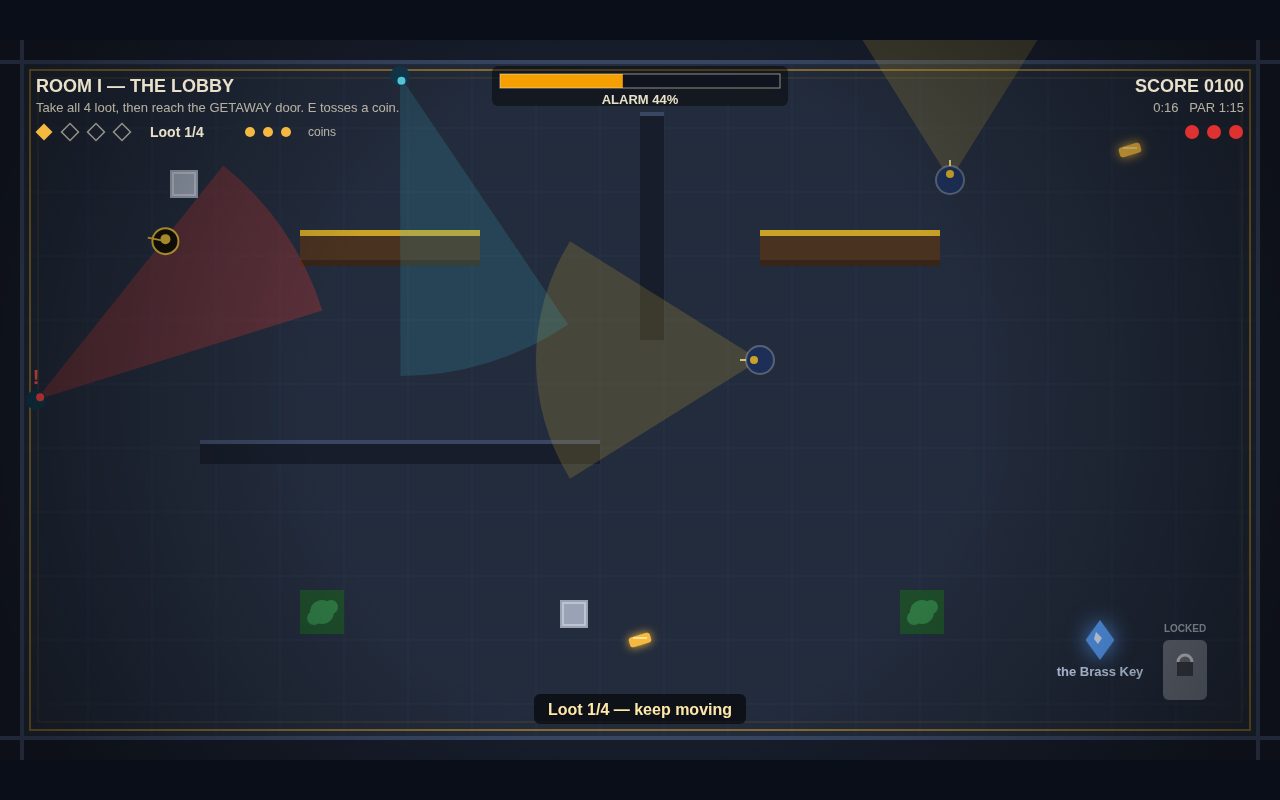 ROOM I — THE LOBBY
Take all 4 loot, then reach the GETAWAY door. E tosses a coin.
Loot 1/4
coins
ALARM 44%
SCORE 0100
0:16 PAR 1:15
!
LOCKED
the Brass Key
Loot 1/4 — keep moving